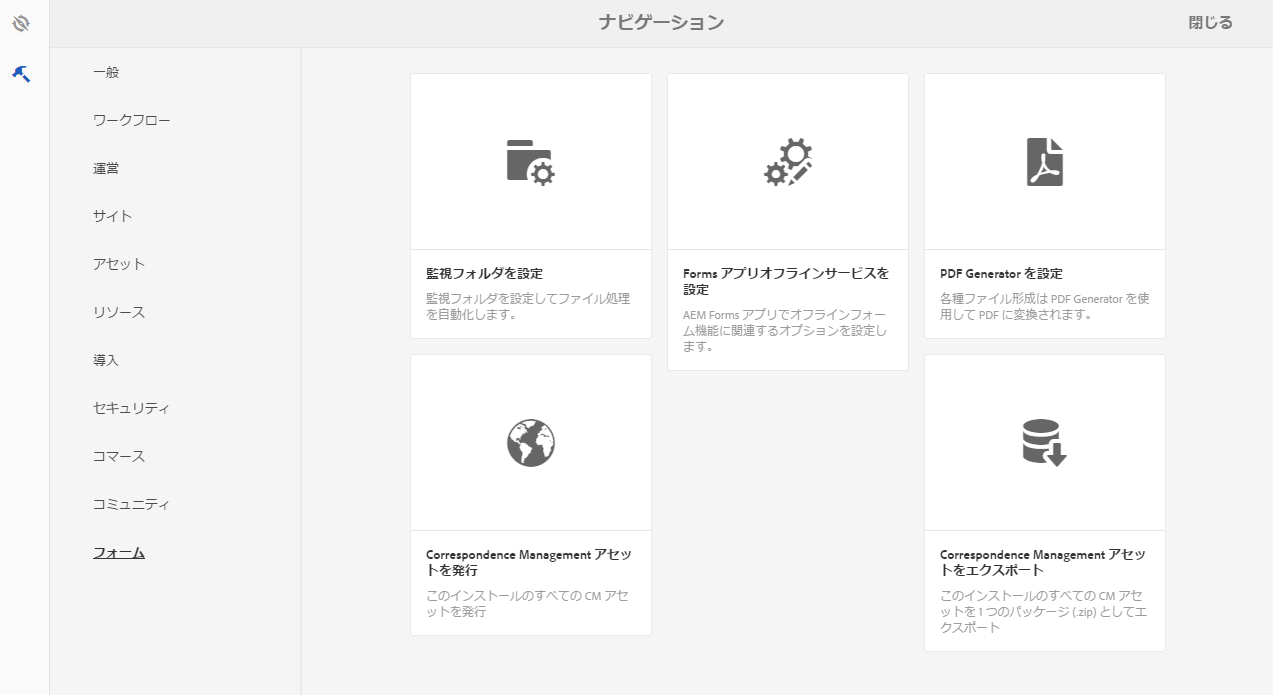 ナビゲーション
閉じる
一般
ワークフロー
運営
サイト
アセット
リソース
導入
セキュリティ
コマース
コミュニティ
フォーム
監視フォルダを設定
監視フォルダを設定してファイル処理
を自動化します。
Forms アプリオフラインサービスを
設定
AEM Forms アプリでオフラインフォー
ム機能に関連するオプションを設定し
ます。
PDF Generator を設定
各種ファイル形成は PDF Generator を使
用して PDF に変換されます。
Correspondence Management アセッ
トを発行
このインストールのすべての CM アセ
ットを発行
Correspondence Management アセッ
トをエクスポート
このインストールのすべての CM アセ
ットを 1 つのパッケージ (.zip) としてエ
クスポート